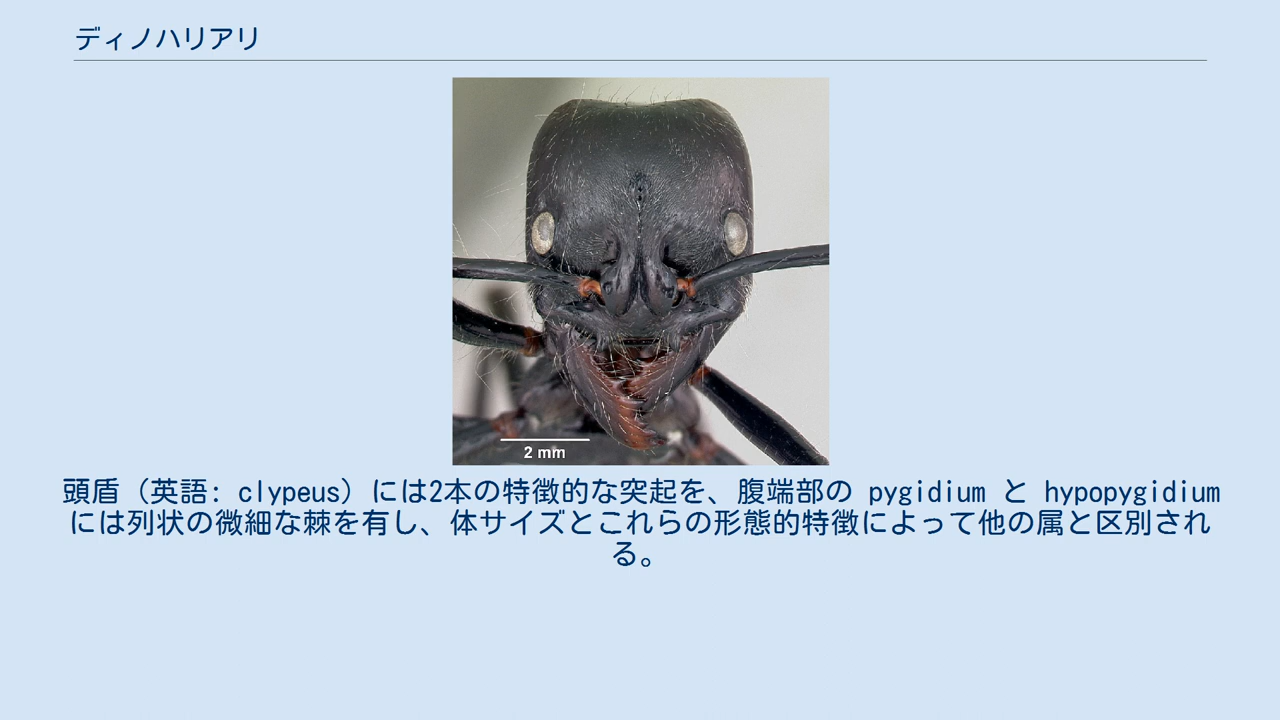 ディノハリアリ
2 mm
頭盾（英語: clypeus）には2本の特徴的な突起を、腹端部の pygidium と hypopygidium
には列状の微細な棘を有し、体サイズとこれらの形態的特徴によって他の属と区別され
る。